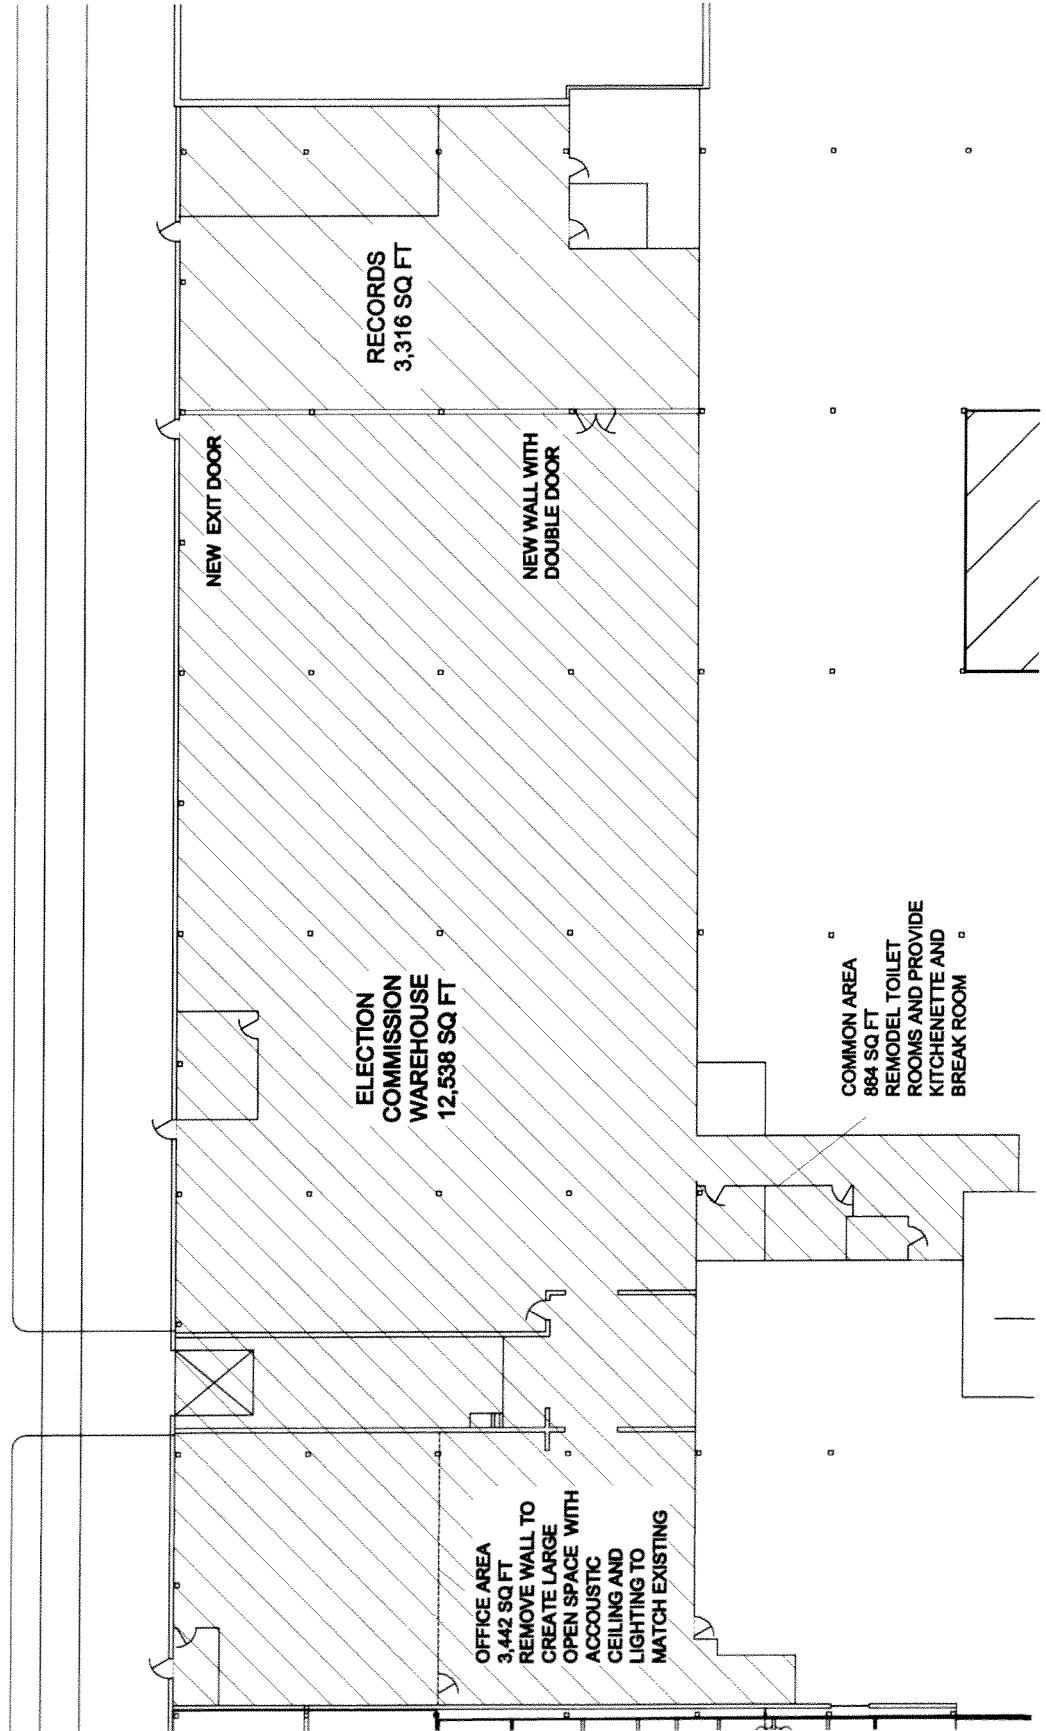 RECORDS
3,316 SQ FT
NEW EXIT DOOR
NEW WALL WITH
DOUBLE DOOR
ELECTION
COMMISSION
WAREHOUSE
12,538 SQ FT
COMMON AREA
864 SQ FT
REMODEL TOILET
ROOMS AND PROVIDE
KITCHENETTE AND
BREAK ROOM
OFFICE AREA
3,442 SQ FT
REMOVE WALL TO
CREATE LARGE
OPEN SPACE WITH
ACCOUSTIC
CEILING AND
LIGHTING TO
MATCH EXISTING